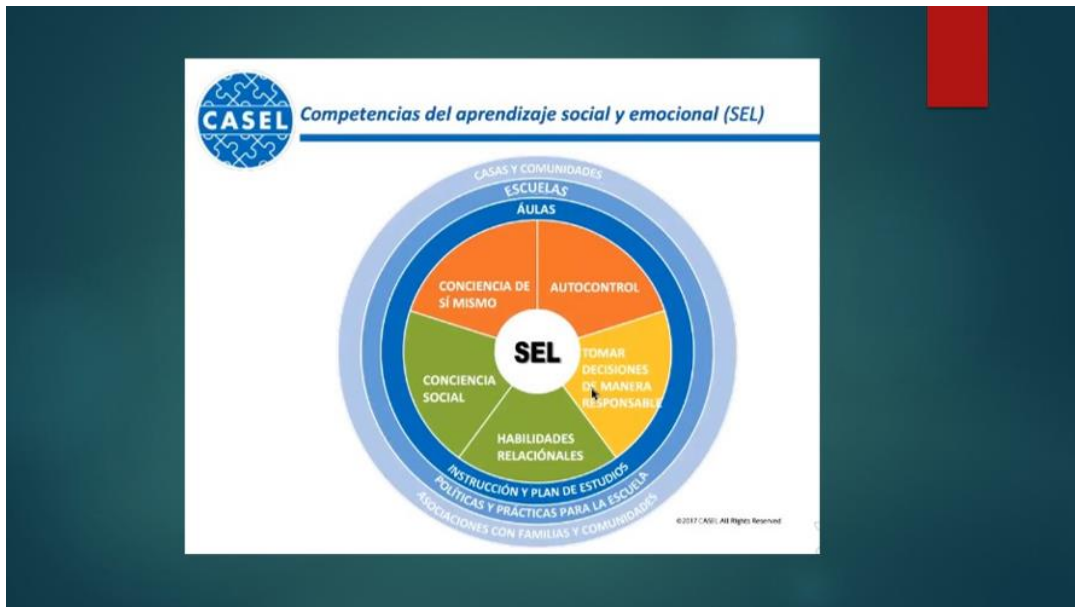 CASEL
Competencias del aprendizaje social y emocional (SEL)
CASAS Y COMUNIDADES
ESCUELAS
ÁULAS
CONCIENCIA DE
SÍ MISMO
AUTOCONTROL
SEL
TOMAR
DECISIONES
DE MANERA
RESPONSABLE
CONCIENCIA
SOCIAL
HABILIDADES
RELACIÓNALES
INSTRUCCIÓN Y PLAN DE ESTUDIOS
POLÍTICAS Y PRÁCTICAS PARA LA ESCUELA
ASOCIACIONES CON FAMILIAS Y COMUNIDADES
©2017 CASEL All Rights Reserved